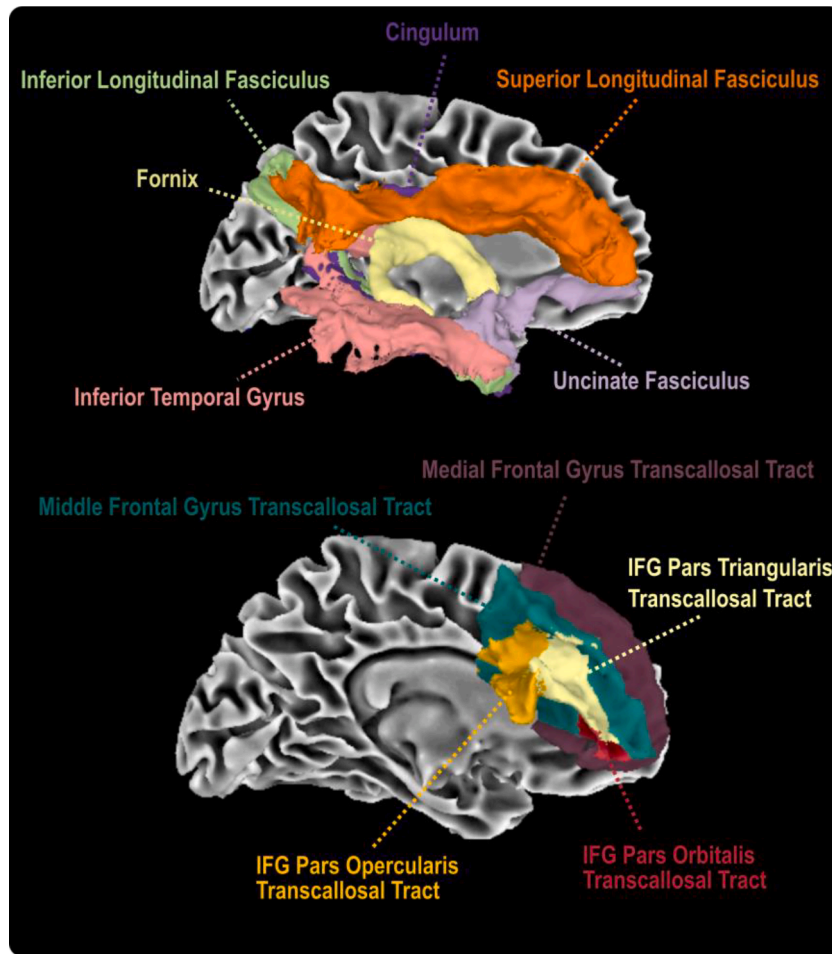 Cingulum
Inferior Longitudinal Fasciculus
Superior Longitudinal Fasciculus
Fornix
Uncinate Fasciculus
Inferior Temporal Gyrus
Medial Frontal Gyrus Transcallosal Tract
Middle Frontal Gyrus Transcallosal Tract
IFG Pars Triangularis
Transcallosal Tract
IFG Pars Opercularis
Transcallosal Tract
IFG Pars Orbitalis
Transcallosal Tract